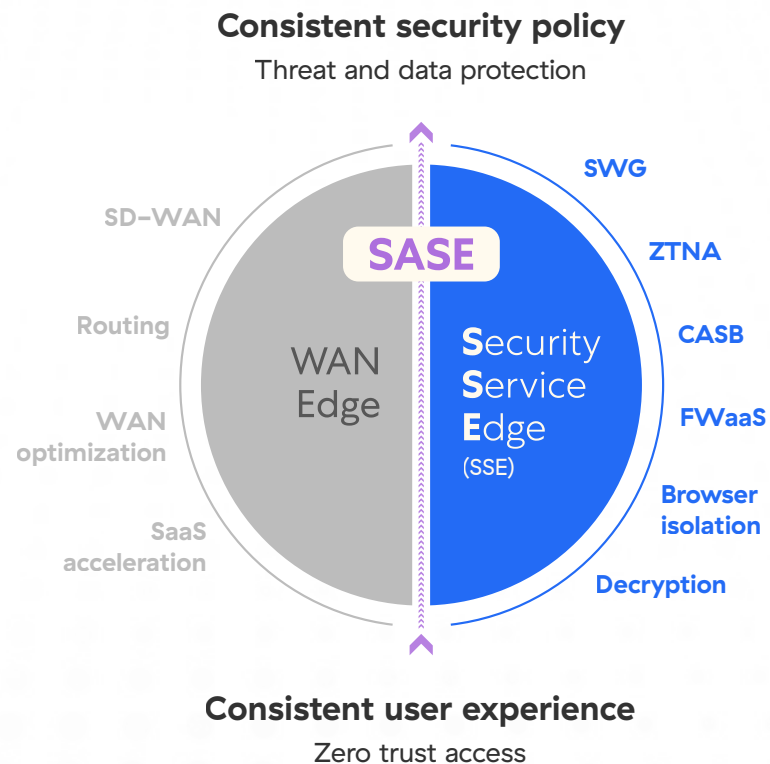 Consistent security policy
Threat and data protection
SASE
SD-WAN
Routing
WAN
optimization
SaaS
acceleration
WAN
Edge
Security
Service
Edge
(SSE)
SWG
ZTNA
CASB
FWaaS
Browser
isolation
Decryption
Consistent user experience
Zero trust access